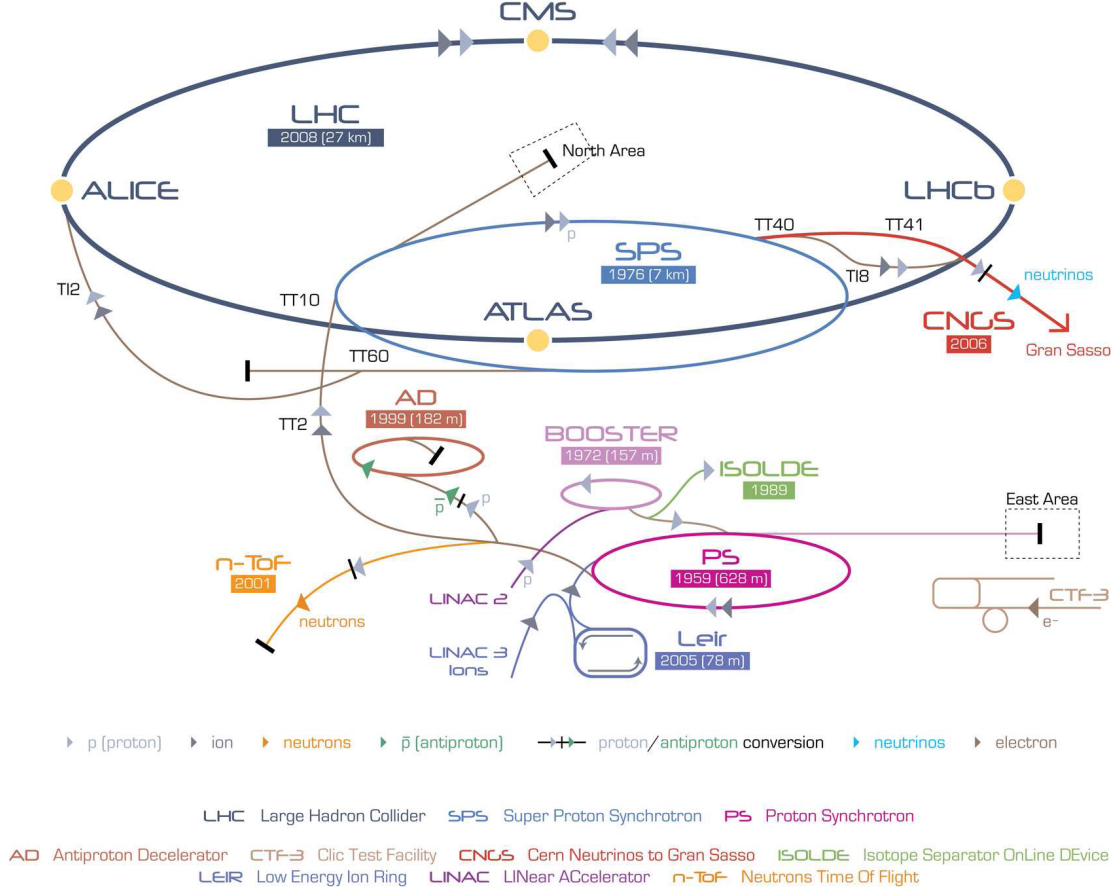 CMS
LHC
2008 (27 km)
North Area
ALICE
LHCb
TT40
TT41
SPS
1976 (7 km)
p
TI8
neutrinos
TI2
TT10
ATLAS
CNGS
2006
Gran Sasso
TT60
AD
1999 (182 m)
TT2
BOOSTER
1972 (157 m)
ISOLDE
1989
p̅
p
East Area
n-ToF
2001
neutrons
LINAC 2
p
PS
1959 (628 m)
CTF-3
e-
LINAC 3
Ions
Leir
2005 (78 m)
p (proton) ion neutrons p̅ (antiproton) proton/antiproton conversion neutrinos electron
LHC Large Hadron Collider SPS Super Proton Synchrotron PS Proton Synchrotron
AD Antiproton Decelerator CTF-3 Clic Test Facility CNGS Cern Neutrinos to Gran Sasso ISOLDE Isotope Separator OnLine DEvice
LEIR Low Energy Ion Ring LINAC LINear ACcelerator n-ToF Neutrons Time Of Flight